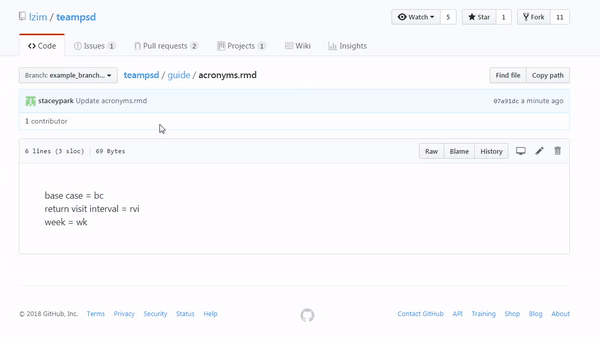 lzim / teampsd
Watch 5 Star 1 Fork 11
Code Issues 1 Pull requests 2 Projects 1 Wiki Insights
Branch: example_branch... teampsd / guide / acronyms.rmd Find file Copy path
staceypark Update acronyms.rmd 07a91dc a minute ago
1 contributor
6 lines (3 sloc) 69 Bytes Raw Blame History
base case = bc
return visit interval = rvi
week = wk
© 2018 GitHub, Inc. Terms Privacy Security Status Help Contact GitHub API Training Shop Blog About